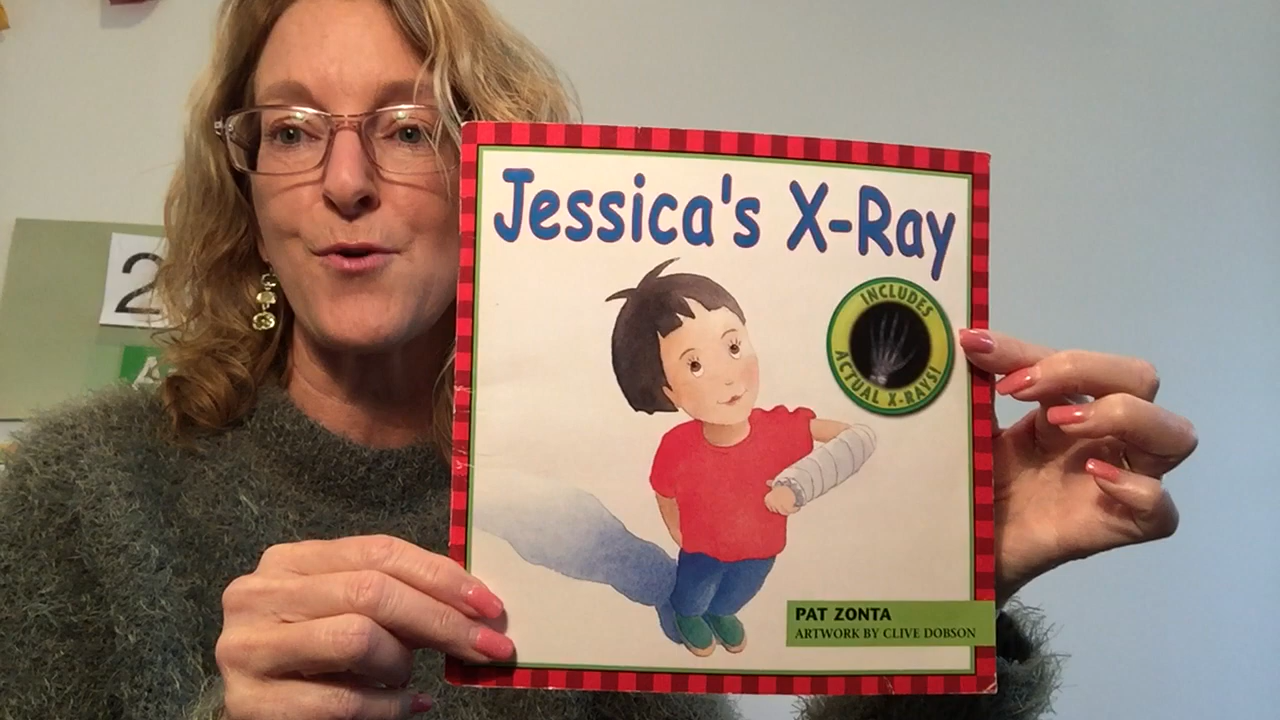 Jessica's X-Ray
INCLUDES
ACTUAL X-RAYS!
PAT ZONTA
ARTWORK BY CLIVE DOBSON
2